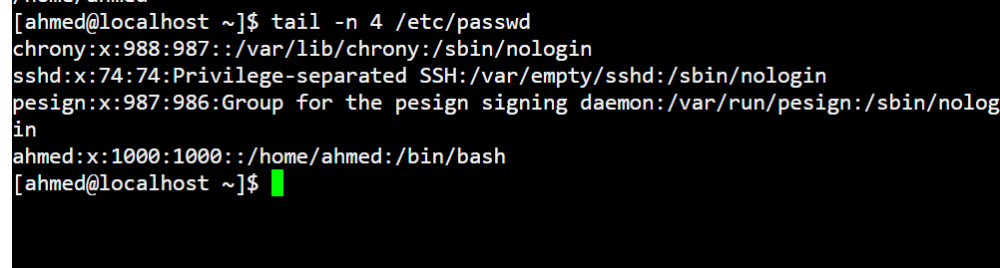 /home/ahmed
[ahmed@localhost ~]$ tail -n 4 /etc/passwd
chrony:x:988:987::/var/lib/chrony:/sbin/nologin
sshd:x:74:74:Privilege-separated SSH:/var/empty/sshd:/sbin/nologin
pesign:x:987:986:Group for the pesign signing daemon:/var/run/pesign:/sbin/nolog
in
ahmed:x:1000:1000::/home/ahmed:/bin/bash
[ahmed@localhost ~]$